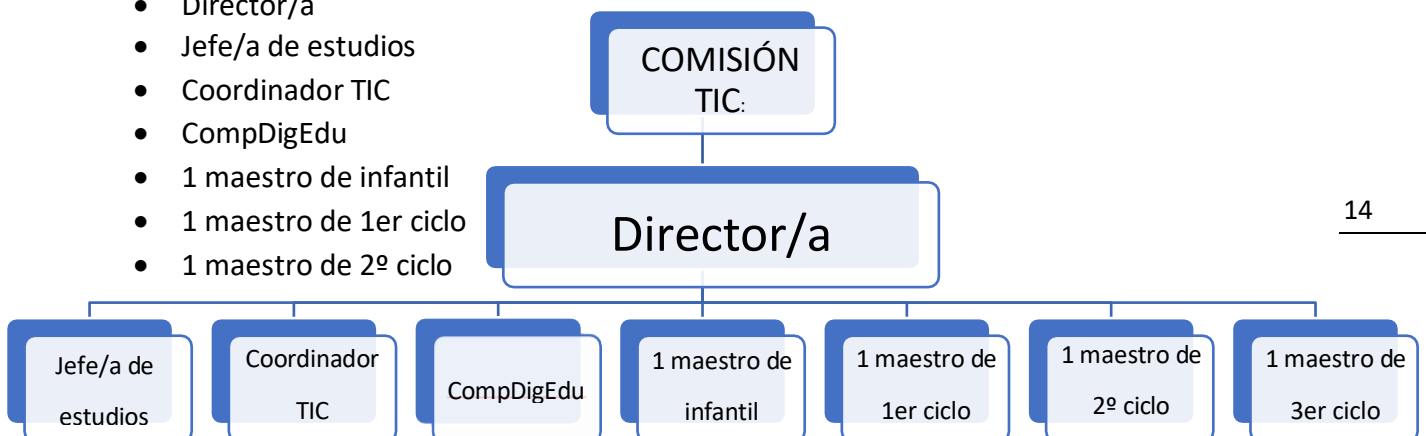 Director/a
Jefe/a de estudios
Coordinador TIC
CompDigEdu
1 maestro de infantil
1 maestro de 1er ciclo
1 maestro de 2º ciclo
COMISIÓN
TIC:
Director/a
14
Jefe/a de
estudios
Coordinador
TIC
CompDigEdu
1 maestro de
infantil
1 maestro de
1er ciclo
1 maestro de
2º ciclo
1 maestro de
3er ciclo